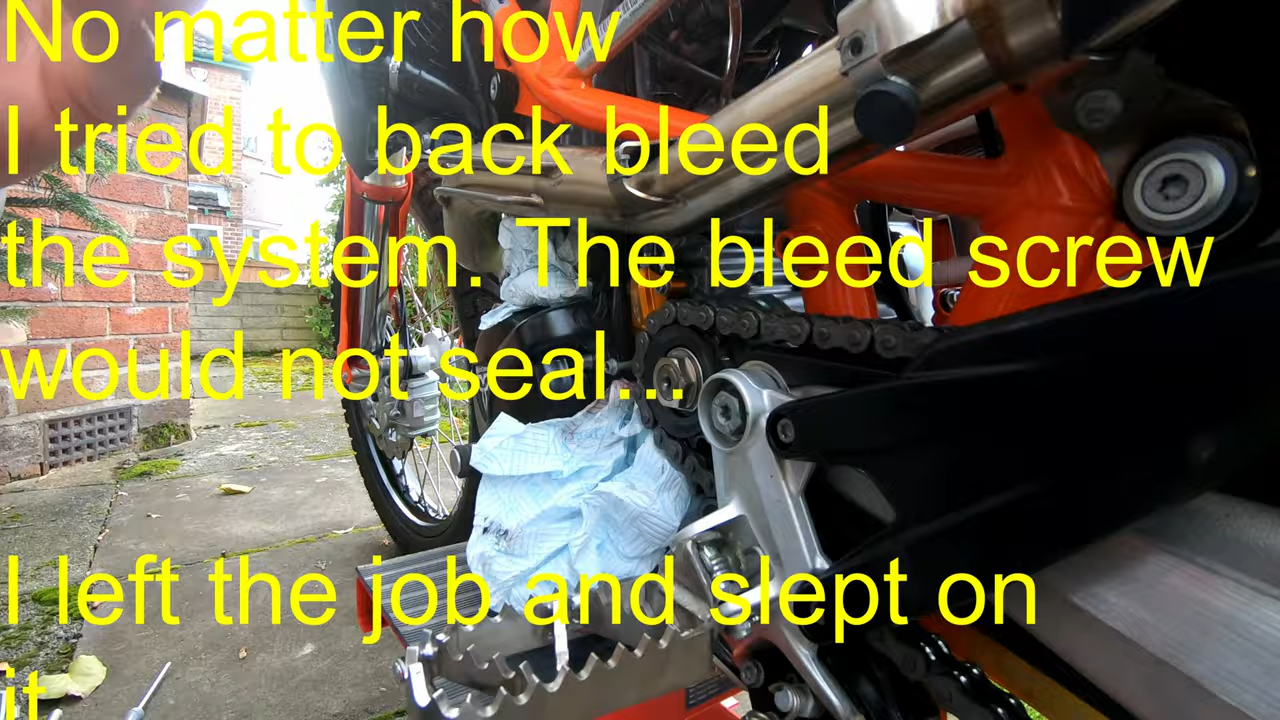 No matter how
I tried to back bleed
the system. The bleed screw
would not seal...
I left the job and slept on
it